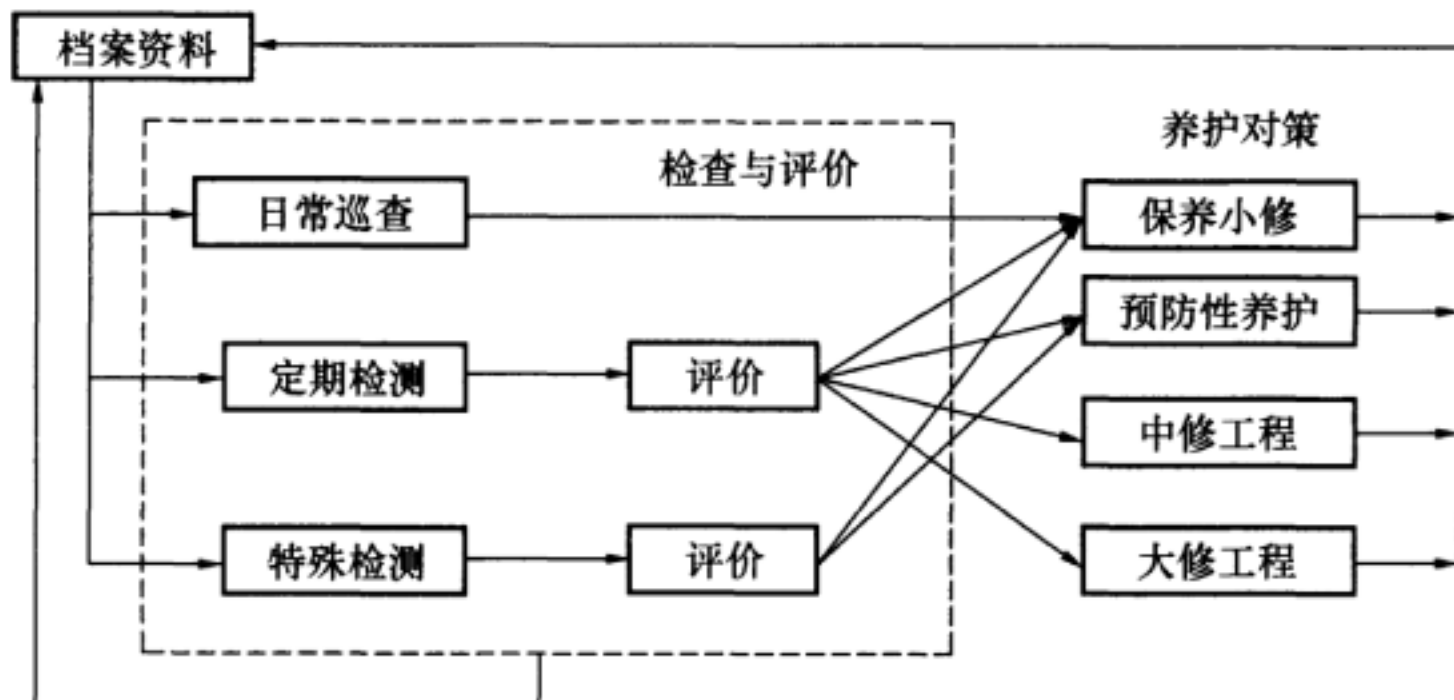 档案资料
养护对策
检查与评价
日常巡查
保养小修
预防性养护
定期检测
评价
中修工程
特殊检测
评价
大修工程